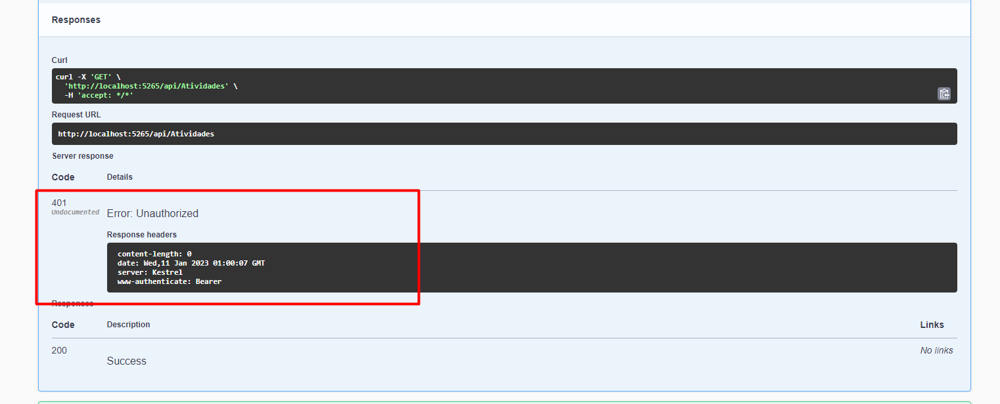 Responses
Curl
curl -X 'GET' \
'http://localhost:5265/api/Atividades' \
-H 'accept: */*'
Request URL
http://localhost:5265/api/Atividades
Server response
Code Details
401
Undocumented
Error: Unauthorized
Response headers
content-length: 0
date: Wed,11 Jan 2023 01:00:07 GMT
server: Kestrel
www-authenticate: Bearer
Responses
Code Description Links
200
Success
No links